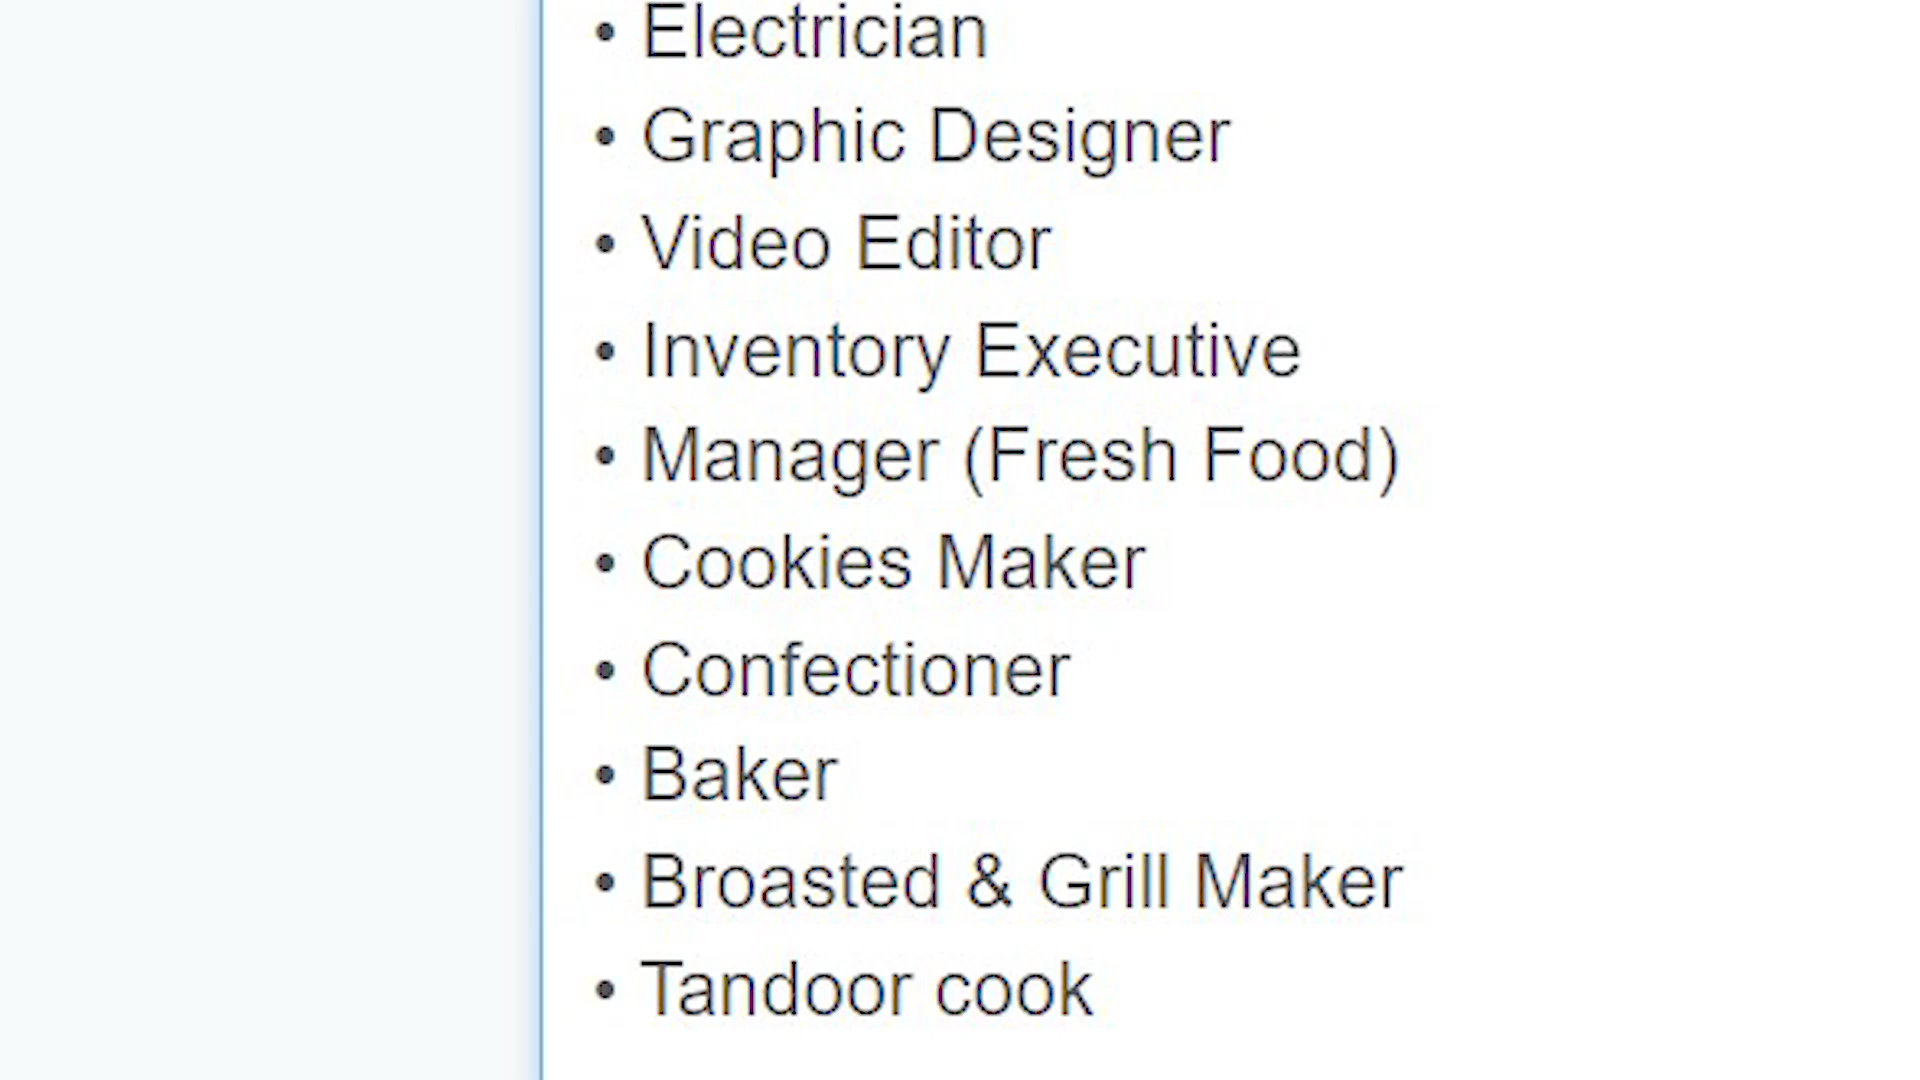 • Electrician
• Graphic Designer
• Video Editor
• Inventory Executive
• Manager (Fresh Food)
• Cookies Maker
• Confectioner
• Baker
• Broasted & Grill Maker
• Tandoor cook